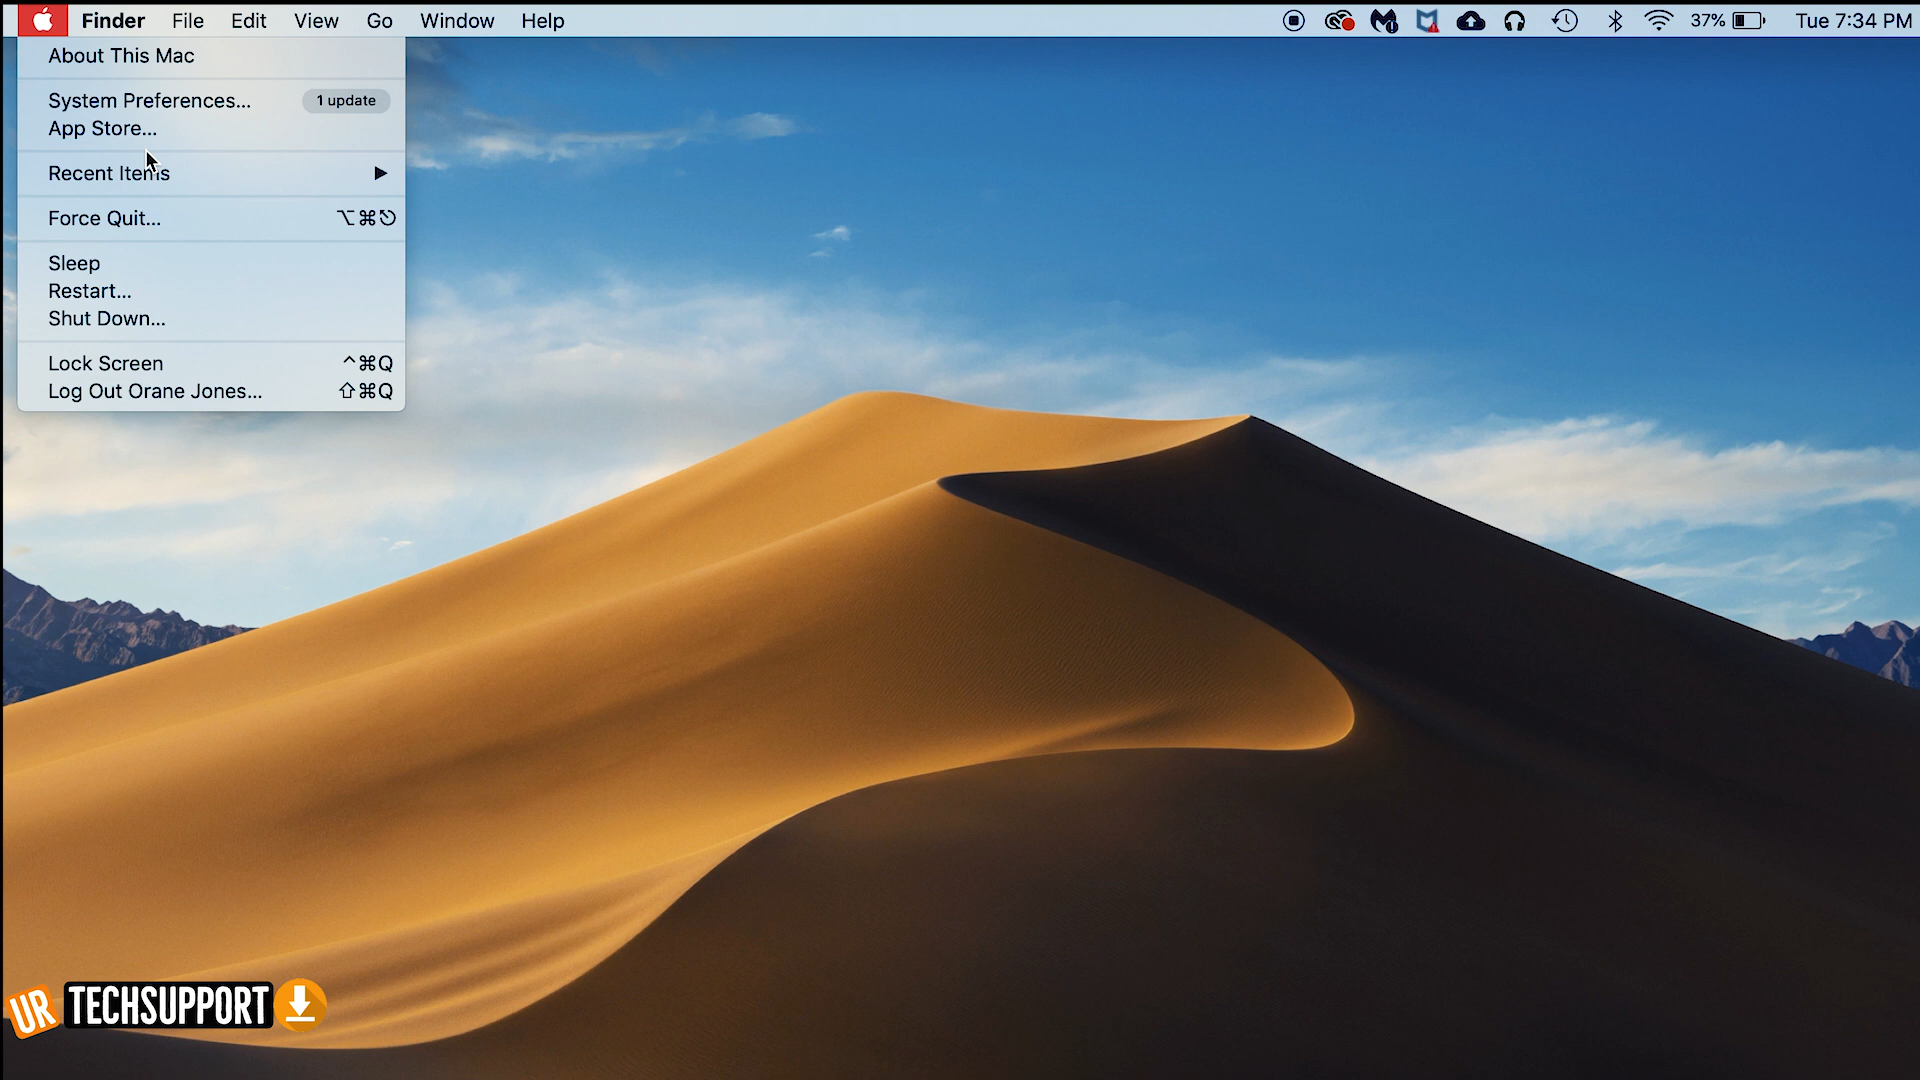 Finder File Edit View Go Window Help 37% Tue 7:34 PM
About This Mac
System Preferences... 1 update
App Store...
Recent Items
Force Quit... ⌥⌘⎋
Sleep
Restart...
Shut Down...
Lock Screen ^⌘Q
Log Out Orane Jones... ⇧⌘Q
UR TECHSUPPORT